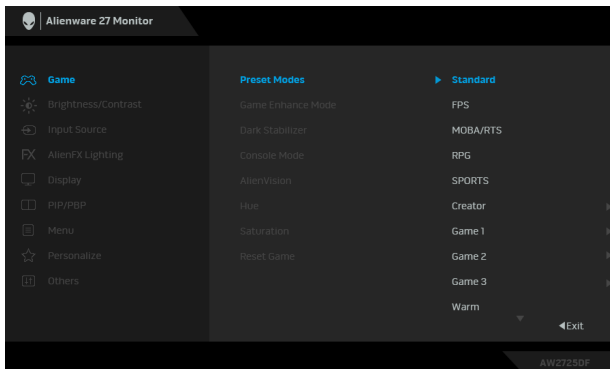 Alienware 27 Monitor
Game Preset Modes Standard
Brightness/Contrast Game Enhance Mode FPS
Input Source Dark Stabilizer MOBA/RTS
AlienFX Lighting Console Mode RPG
Display AlienVision SPORTS
PIP/PBP Hue Creator
Menu Saturation Game 1
Personalize Reset Game Game 2
Others Game 3
Warm
Exit
AW2725DF